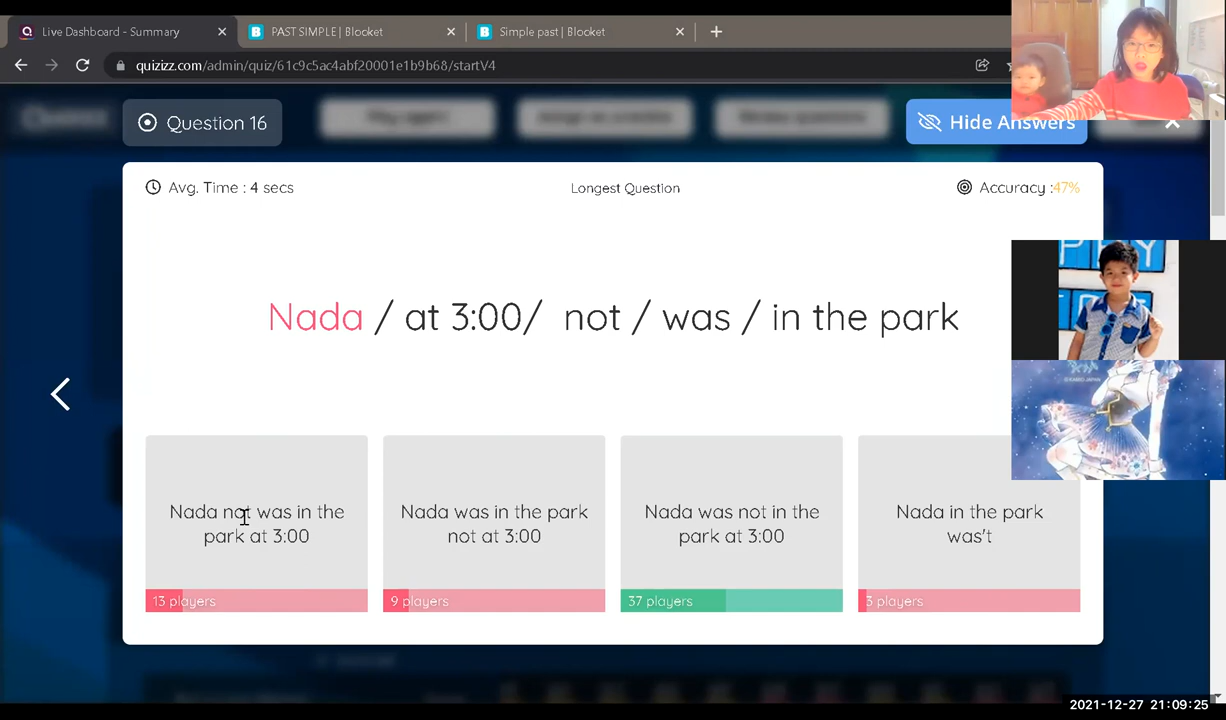 Live Dashboard - Summary
PAST SIMPLE | Blocket
Simple past | Blocket
quizizz.com/admin/quiz/61c9c5ac4abf20001e1b9b68/startV4
Question 16
Hide Answers
Avg. Time : 4 secs
Longest Question
Accuracy :47%
Nada / at 3:00/ not / was / in the park
Nada not was in the
park at 3:00
13 players
Nada was in the park
not at 3:00
9 players
Nada was not in the
park at 3:00
37 players
Nada in the park
was't
3 players
2021-12-27 21:09:25